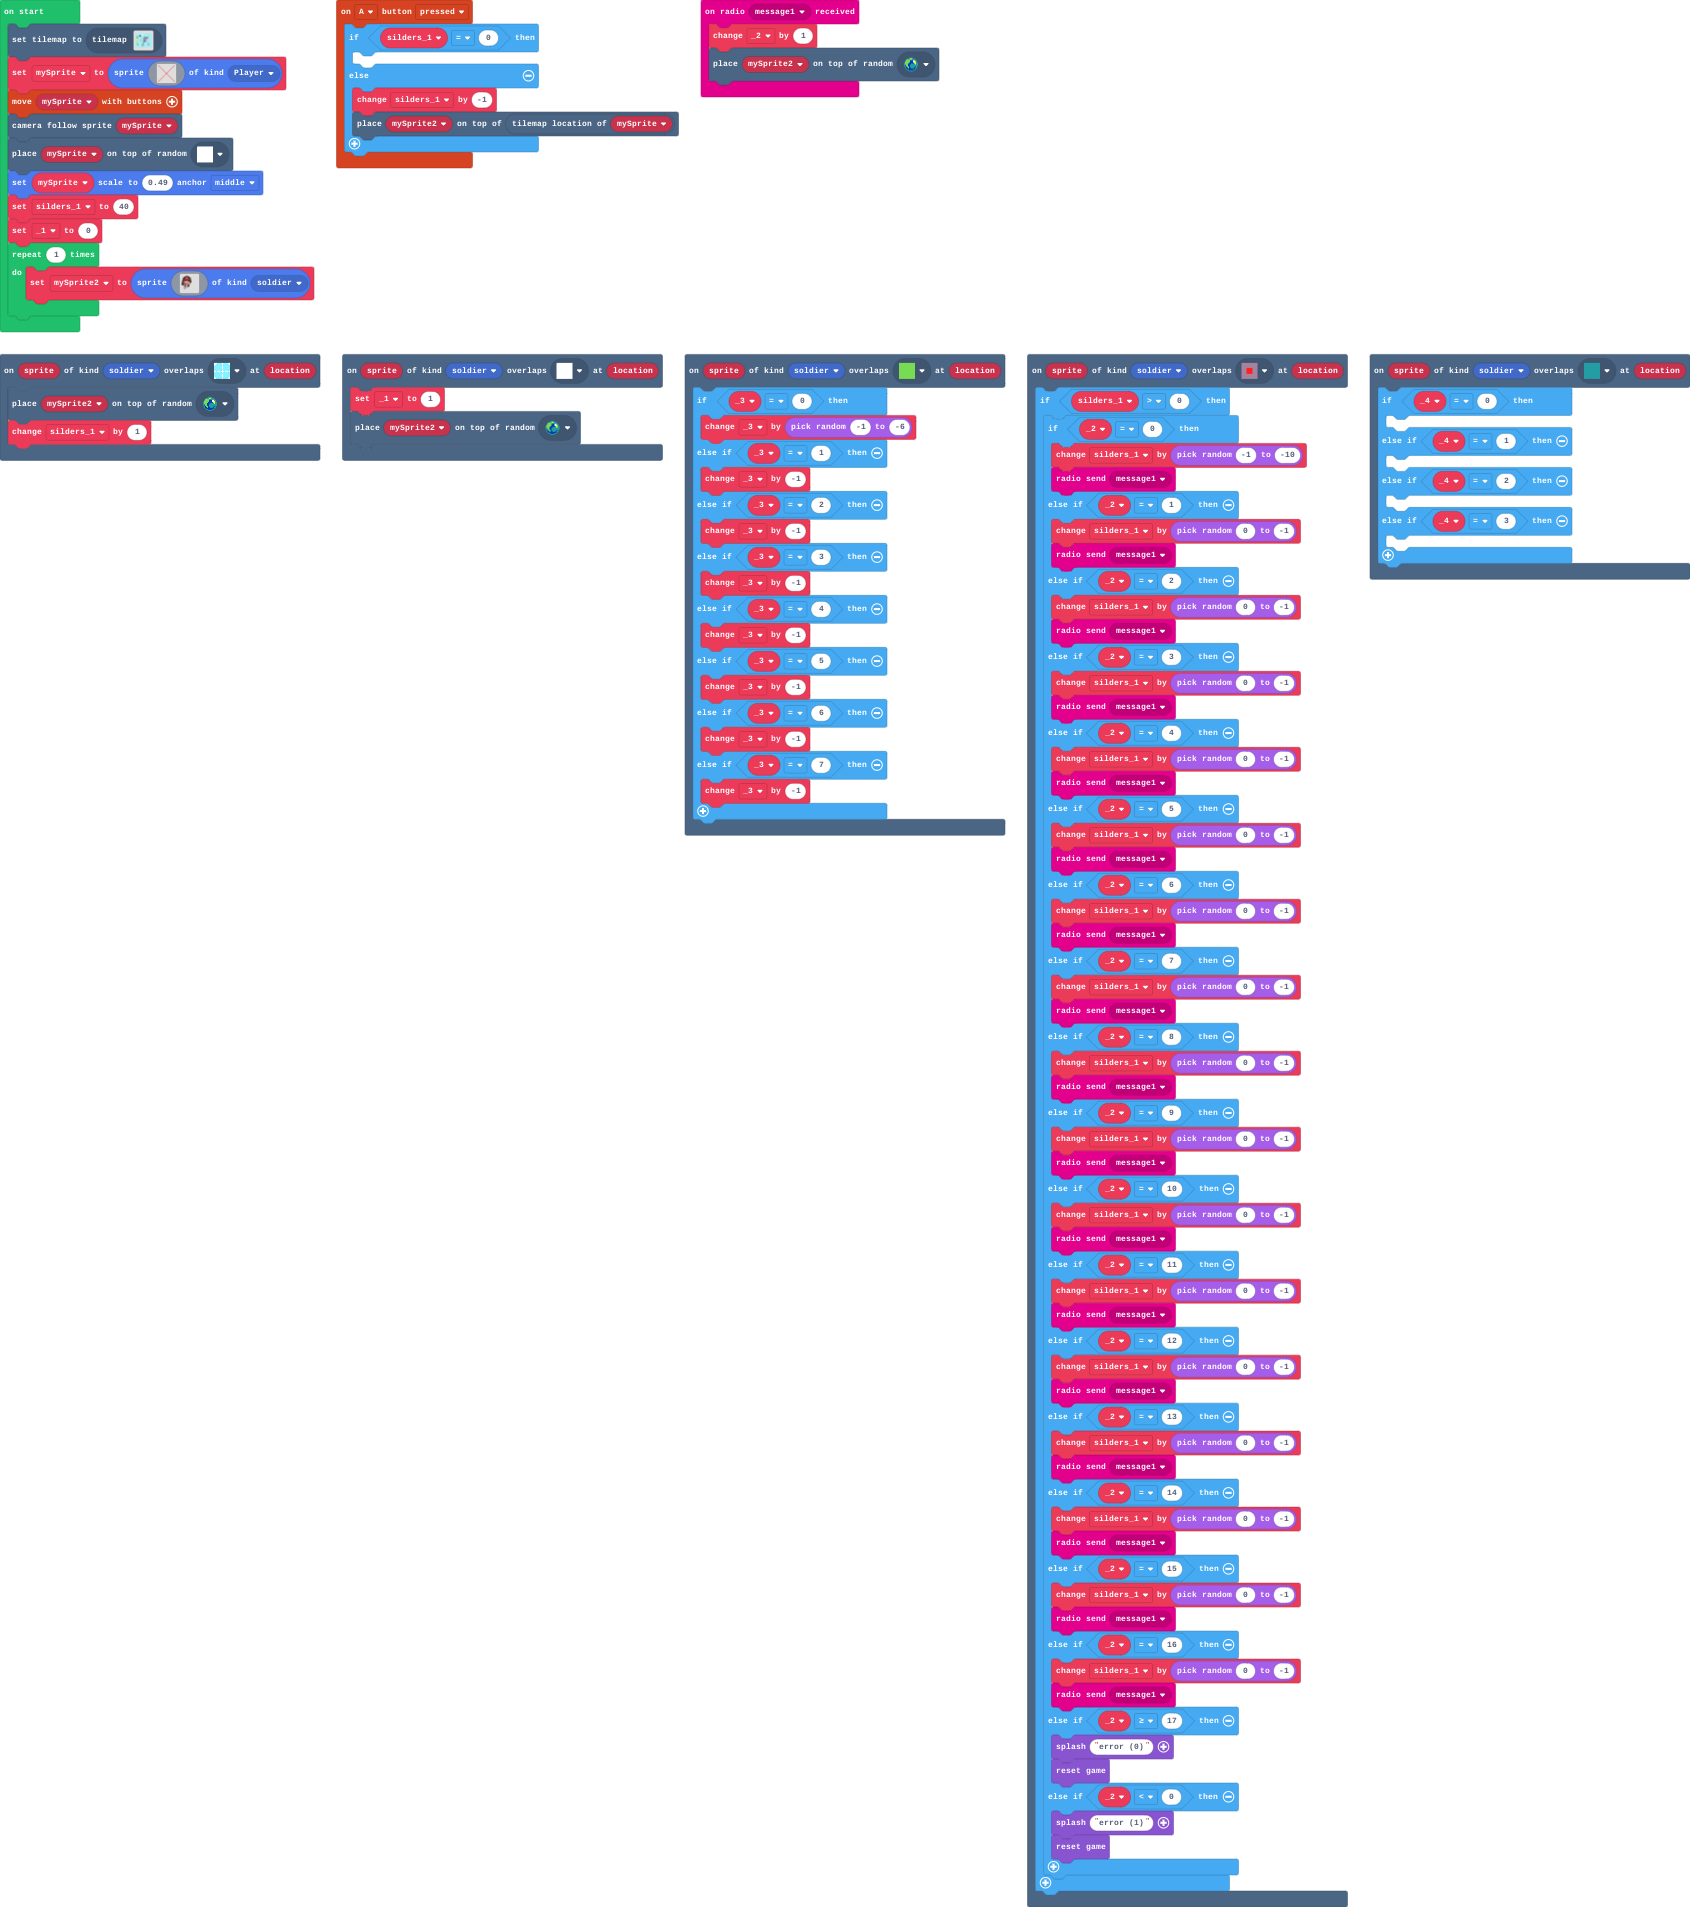 on start
set tilemap to tilemap
set mySprite to sprite of kind Player
move mySprite with buttons
camera follow sprite mySprite
place mySprite on top of random
set mySprite scale to 0.49 anchor middle
set silders_1 to 40
set _1 to 0
repeat 1 times
do
set mySprite2 to sprite of kind soldier
on A button pressed
if silders_1 = 0 then
else
change silders_1 by -1
place mySprite2 on top of tilemap location of mySprite
on radio message1 received
change _2 by 1
place mySprite2 on top of random
on sprite of kind soldier overlaps at location
place mySprite2 on top of random
change silders_1 by 1
on sprite of kind soldier overlaps at location
set _1 to 1
place mySprite2 on top of random
on sprite of kind soldier overlaps at location
if _3 = 0 then
change _3 by pick random -1 to -6
else if _3 = 1 then
change _3 by -1
else if _3 = 2 then
change _3 by -1
else if _3 = 3 then
change _3 by -1
else if _3 = 4 then
change _3 by -1
else if _3 = 5 then
change _3 by -1
else if _3 = 6 then
change _3 by -1
else if _3 = 7 then
change _3 by -1
on sprite of kind soldier overlaps at location
if silders_1 > 0 then
if _2 = 0 then
change silders_1 by pick random -1 to -10
radio send message1
else if _2 = 1 then
change silders_1 by pick random 0 to -1
radio send message1
else if _2 = 2 then
change silders_1 by pick random 0 to -1
radio send message1
else if _2 = 3 then
change silders_1 by pick random 0 to -1
radio send message1
else if _2 = 4 then
change silders_1 by pick random 0 to -1
radio send message1
else if _2 = 5 then
change silders_1 by pick random 0 to -1
radio send message1
else if _2 = 6 then
change silders_1 by pick random 0 to -1
radio send message1
else if _2 = 7 then
change silders_1 by pick random 0 to -1
radio send message1
else if _2 = 8 then
change silders_1 by pick random 0 to -1
radio send message1
else if _2 = 9 then
change silders_1 by pick random 0 to -1
radio send message1
else if _2 = 10 then
change silders_1 by pick random 0 to -1
radio send message1
else if _2 = 11 then
change silders_1 by pick random 0 to -1
radio send message1
else if _2 = 12 then
change silders_1 by pick random 0 to -1
radio send message1
else if _2 = 13 then
change silders_1 by pick random 0 to -1
radio send message1
else if _2 = 14 then
change silders_1 by pick random 0 to -1
radio send message1
else if _2 = 15 then
change silders_1 by pick random 0 to -1
radio send message1
else if _2 = 16 then
change silders_1 by pick random 0 to -1
radio send message1
else if _2 ≥ 17 then
splash "error (0)"
reset game
else if _2 < 0 then
splash "error (1)"
reset game
on sprite of kind soldier overlaps at location
if _4 = 0 then
else if _4 = 1 then
else if _4 = 2 then
else if _4 = 3 then